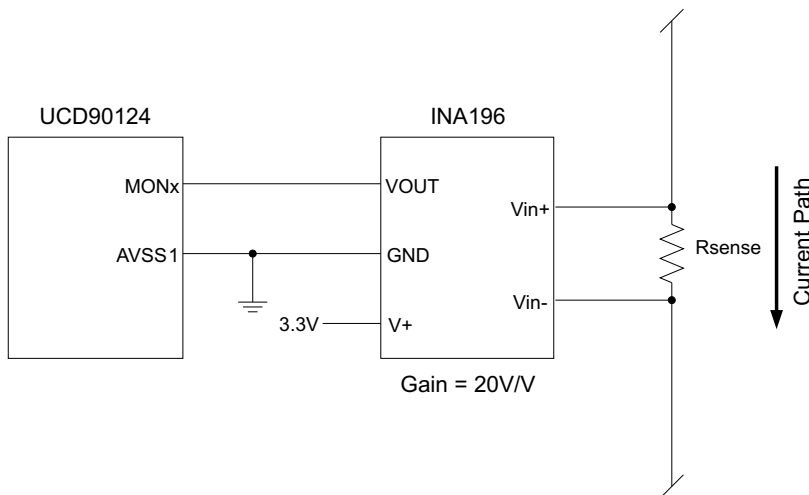 UCD90124
INA196
MONx
VOUT
Vin+
AVSS1
GND
Rsense
Current Path
3.3V
V+
Vin-
Gain = 20V/V